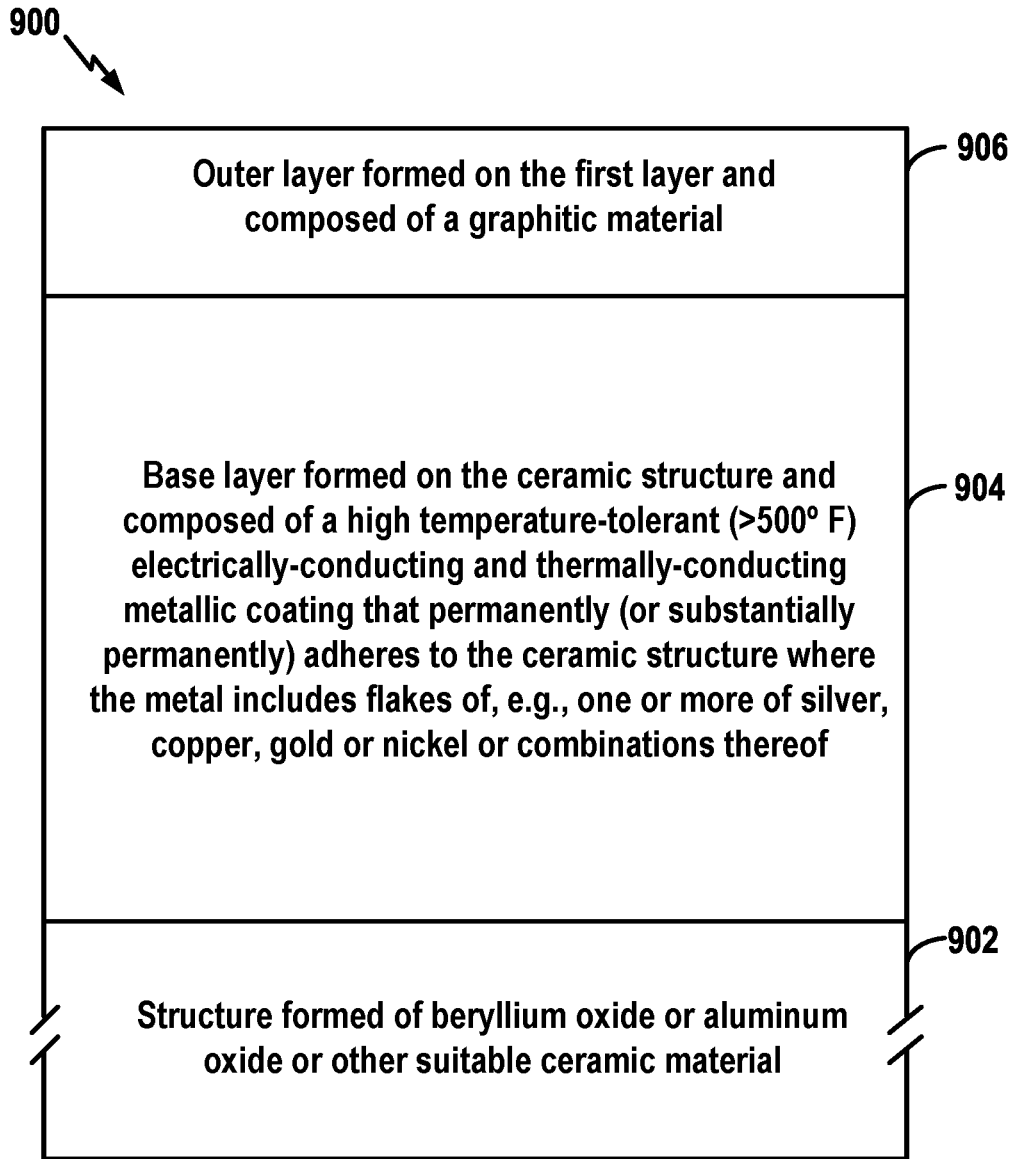 900
906
Outer layer formed on the first layer and
composed of a graphitic material
904
Base layer formed on the ceramic structure and
composed of a high temperature-tolerant (>500º F)
electrically-conducting and thermally-conducting
metallic coating that permanently (or substantially
permanently) adheres to the ceramic structure where
the metal includes flakes of, e.g., one or more of silver,
copper, gold or nickel or combinations thereof
902
Structure formed of beryllium oxide or aluminum
oxide or other suitable ceramic material